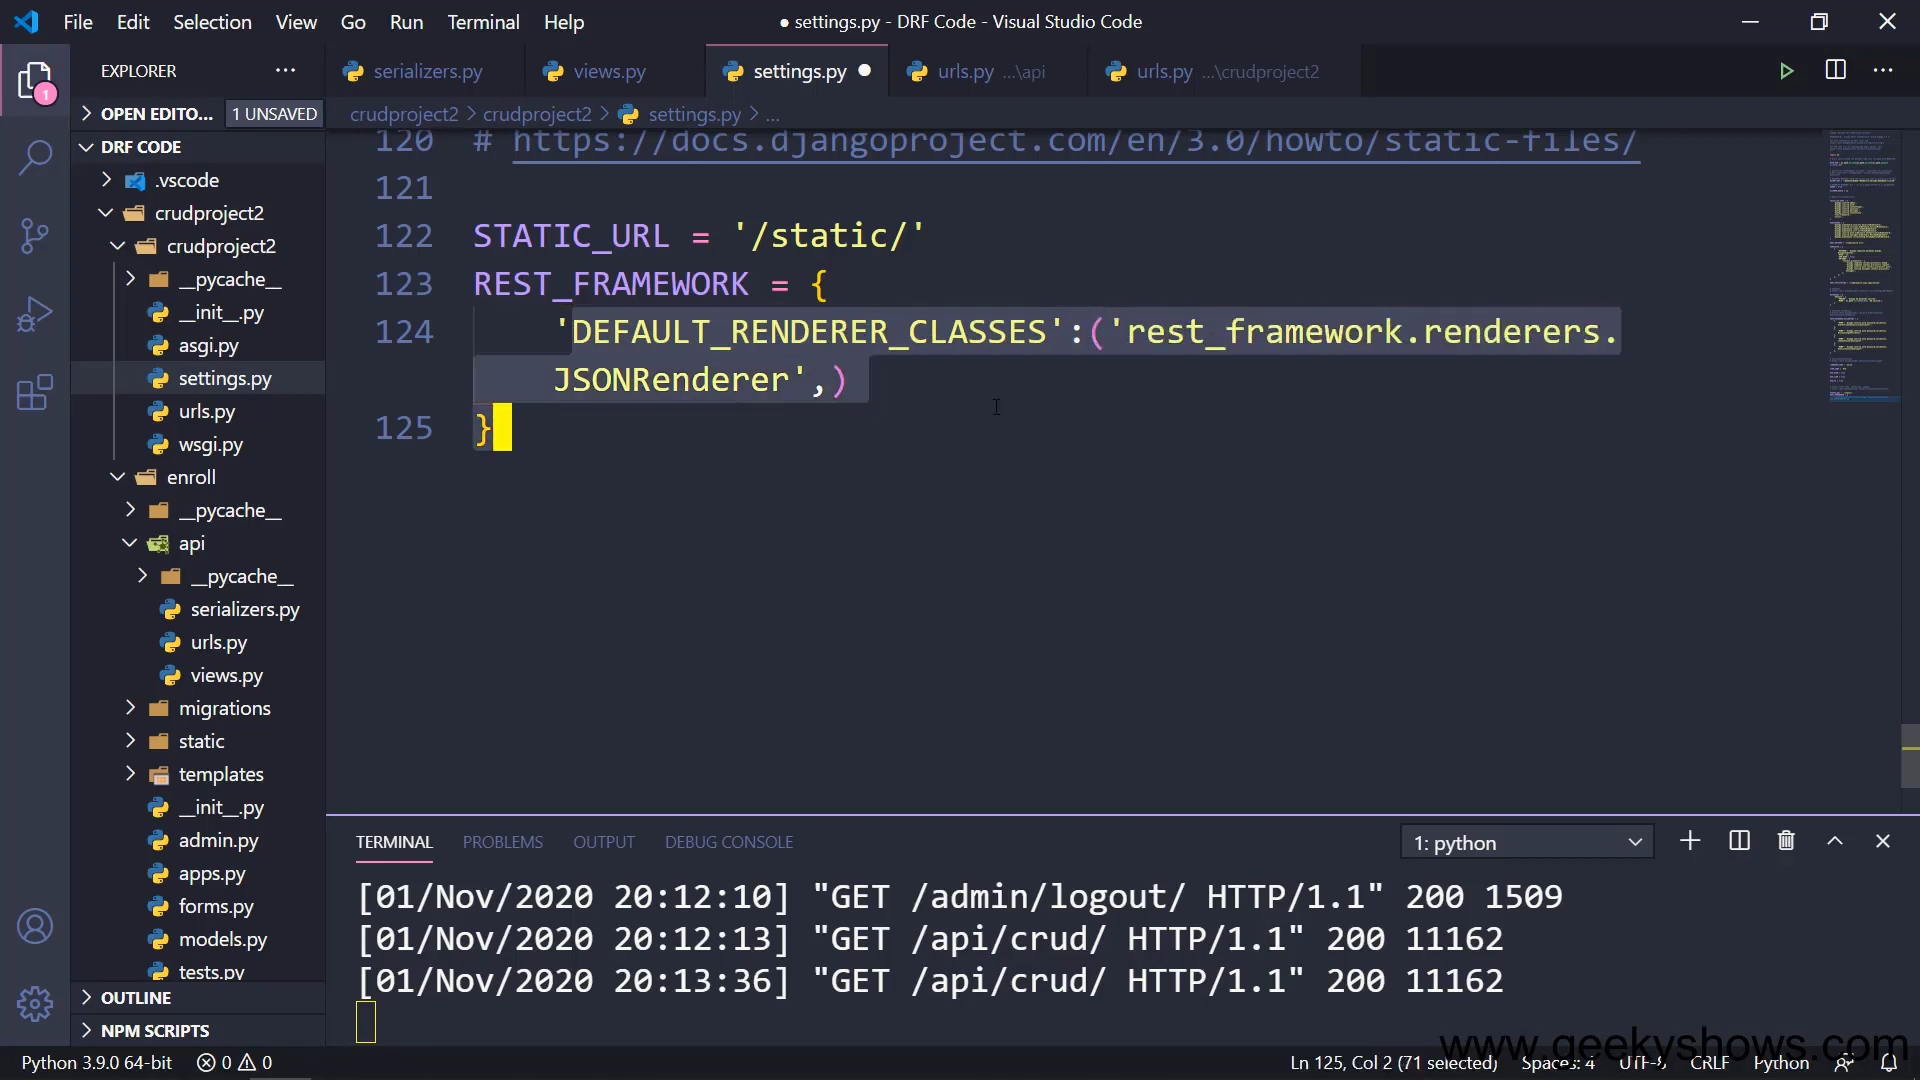 File Edit Selection View Go Run Terminal Help
● settings.py - DRF Code - Visual Studio Code
EXPLORER
serializers.py
views.py
settings.py ●
urls.py ...\api
urls.py ...\crudproject2
1
OPEN EDITO... 1 UNSAVED
crudproject2 > crudproject2 > settings.py > ...
DRF CODE
.vscode
crudproject2
crudproject2
__pycache__
__init__.py
asgi.py
settings.py
urls.py
wsgi.py
enroll
__pycache__
api
__pycache__
serializers.py
urls.py
views.py
migrations
static
templates
__init__.py
admin.py
apps.py
forms.py
models.py
tests.py
OUTLINE
NPM SCRIPTS
120 # https://docs.djangoproject.com/en/3.0/howto/static-files/
121
122 STATIC_URL = '/static/'
123 REST_FRAMEWORK = {
124 'DEFAULT_RENDERER_CLASSES':('rest_framework.renderers.
JSONRenderer',)
125 }
TERMINAL PROBLEMS OUTPUT DEBUG CONSOLE
1: python
[01/Nov/2020 20:12:10] "GET /admin/logout/ HTTP/1.1" 200 1509
[01/Nov/2020 20:12:13] "GET /api/crud/ HTTP/1.1" 200 11162
[01/Nov/2020 20:13:36] "GET /api/crud/ HTTP/1.1" 200 11162
www.geekyshows.com
Python 3.9.0 64-bit 0 0
Ln 125, Col 2 (71 selected) Spaces: 4 UTF-8 CRLF Python